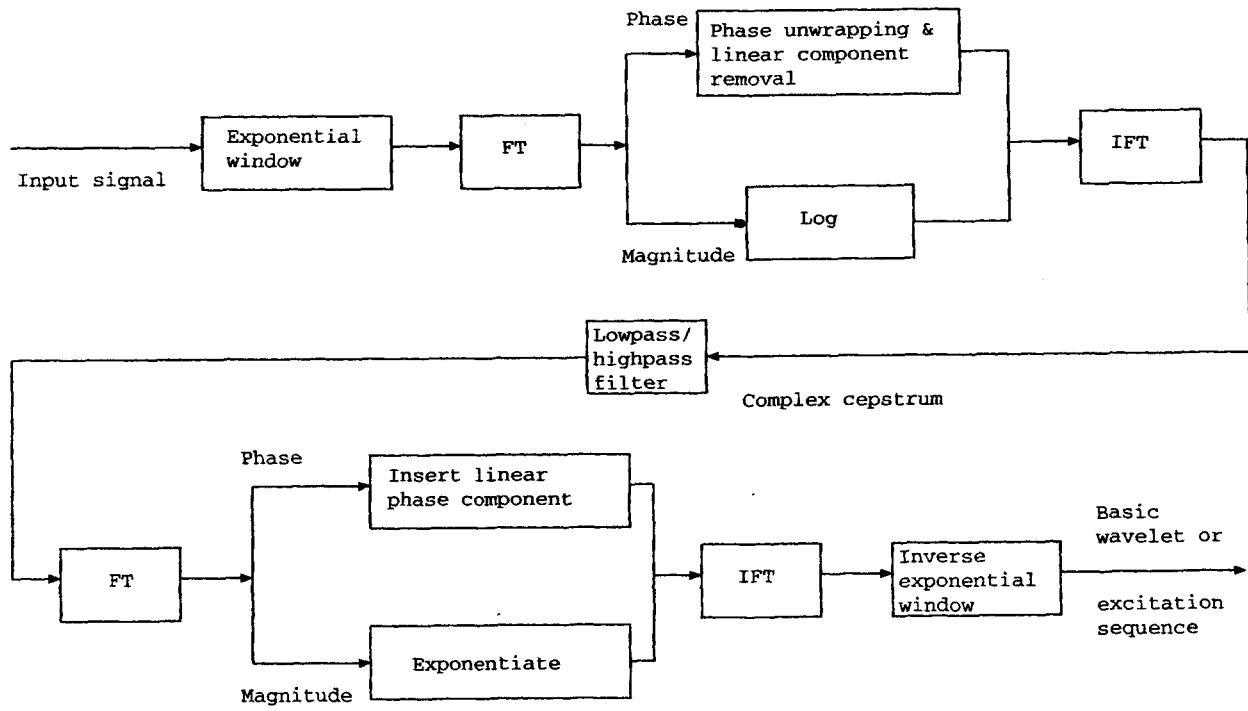 Phase
Phase unwrapping &
linear component
removal
Exponential
window
FT
IFT
Input signal
Log
Magnitude
Lowpass/
highpass
filter
Complex cepstrum
Phase
Insert linear
phase component
Basic
wavelet or
FT
IFT
Inverse
exponential
window
excitation
sequence
Exponentiate
Magnitude